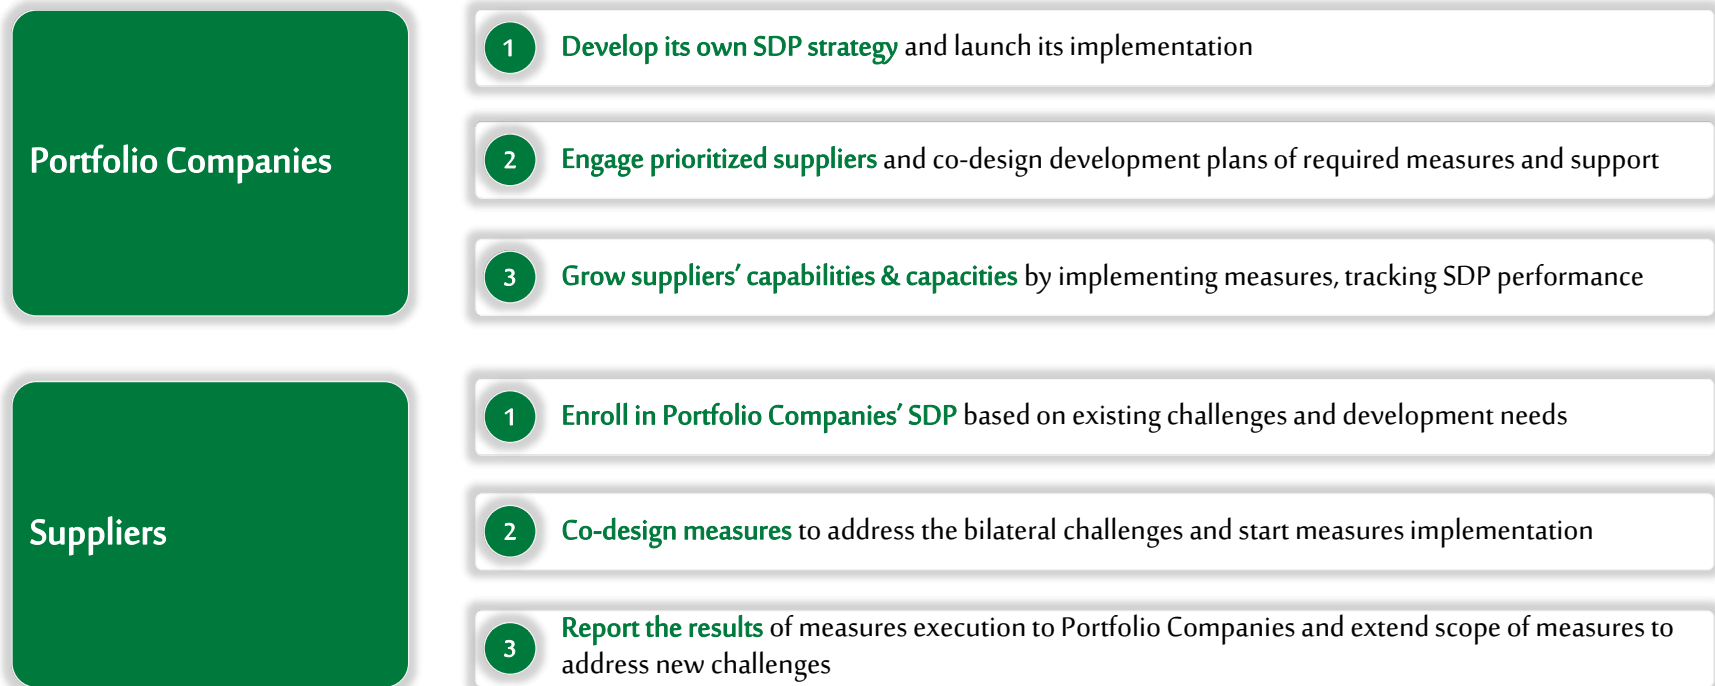 Portfolio Companies
1 Develop its own SDP strategy and launch its implementation
2 Engage prioritized suppliers and co-design development plans of required measures and support
3 Grow suppliers’ capabilities & capacities by implementing measures, tracking SDP performance
Suppliers
1 Enroll in Portfolio Companies’ SDP based on existing challenges and development needs
2 Co-design measures to address the bilateral challenges and start measures implementation
3 Report the results of measures execution to Portfolio Companies and extend scope of measures to
address new challenges